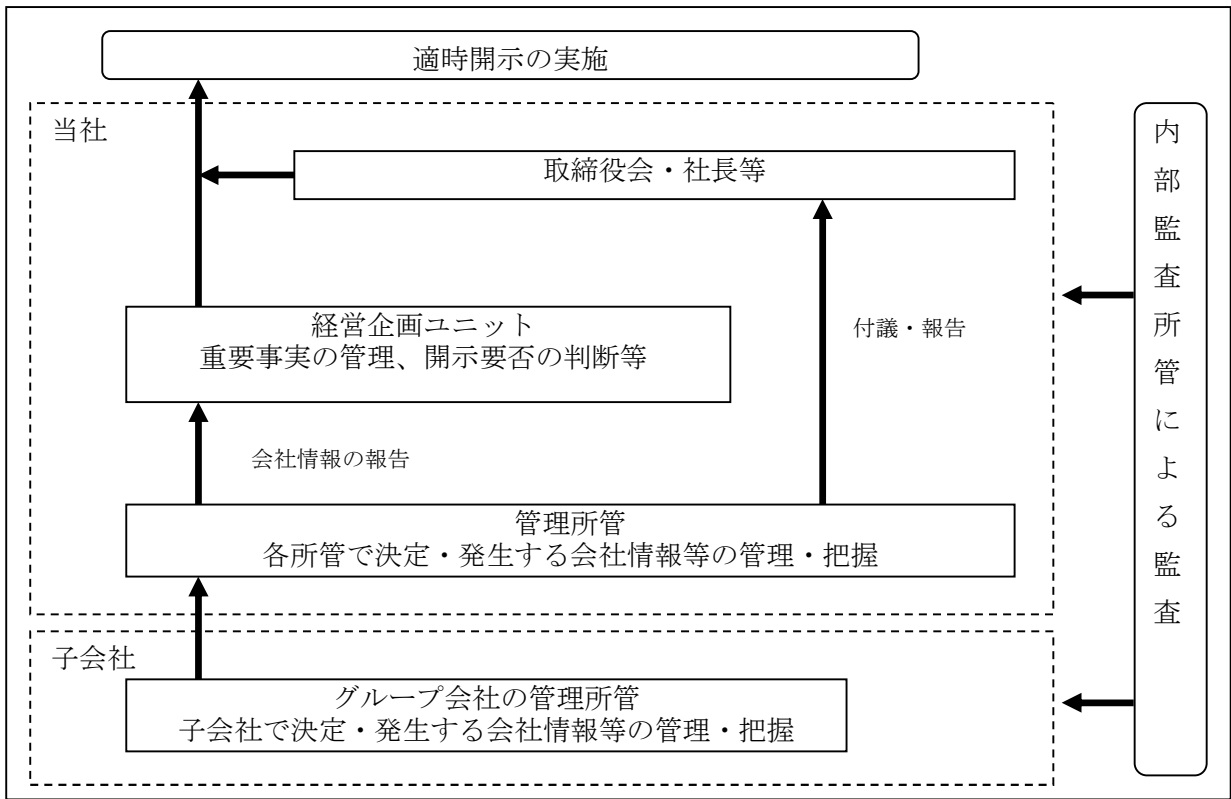 適時開示の実施
当社
取締役会・社長等
経営企画ユニット
重要事実の管理、開示要否の判断等
付議・報告
会社情報の報告
管理所管
各所管で決定・発生する会社情報等の管理・把握
子会社
グループ会社の管理所管
子会社で決定・発生する会社情報等の管理・把握
内部監査所管による監査